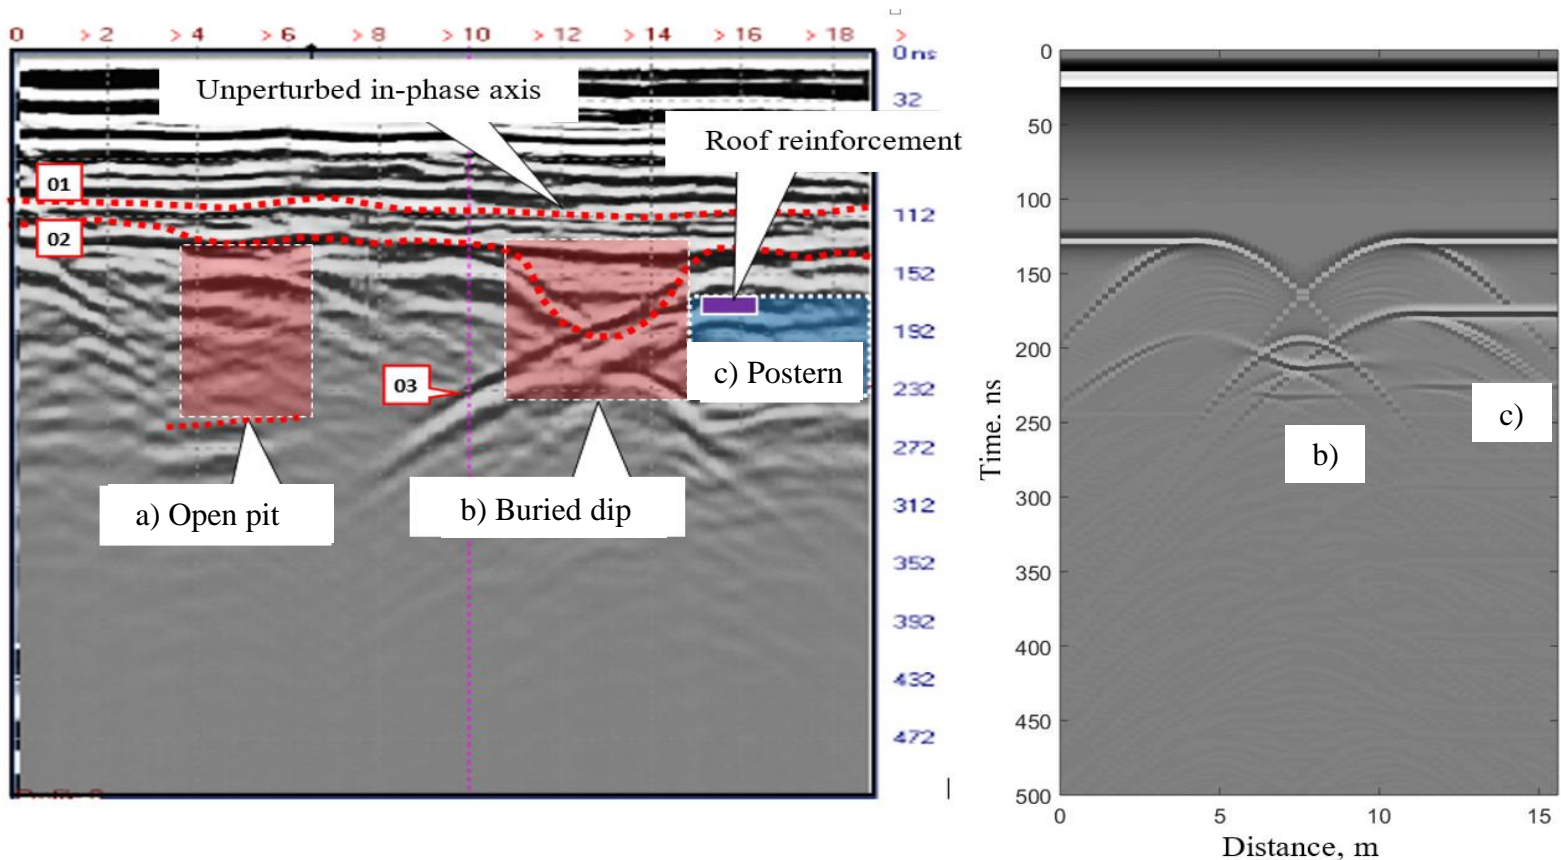 0 > 2 > 4 > 6 > 8 > 10 > 12 > 14 > 16 > 18 >
0ns
32
112
152
192
232
272
312
352
392
432
472
Unperturbed in-phase axis
Roof reinforcement
01
02
03
c) Postern
a) Open pit
b) Buried dip
0
50
100
150
200
250
300
350
400
450
500
Time. ns
0 5 10 15
Distance, m
b)
c)